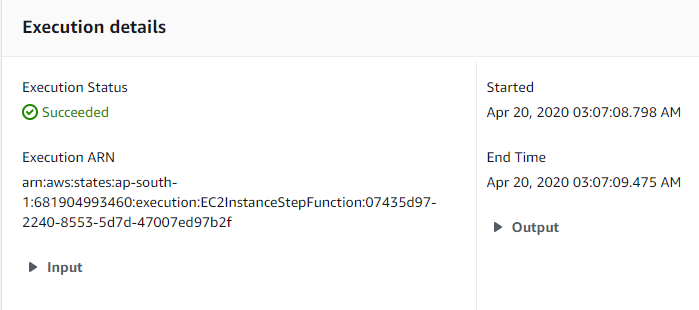 Execution details
Execution Status
Succeeded
Execution ARN
arn:aws:states:ap-south-
1:681904993460:execution:EC2InstanceStepFunction:07435d97-
2240-8553-5d7d-47007ed97b2f
Input
Started
Apr 20, 2020 03:07:08.798 AM
End Time
Apr 20, 2020 03:07:09.475 AM
Output